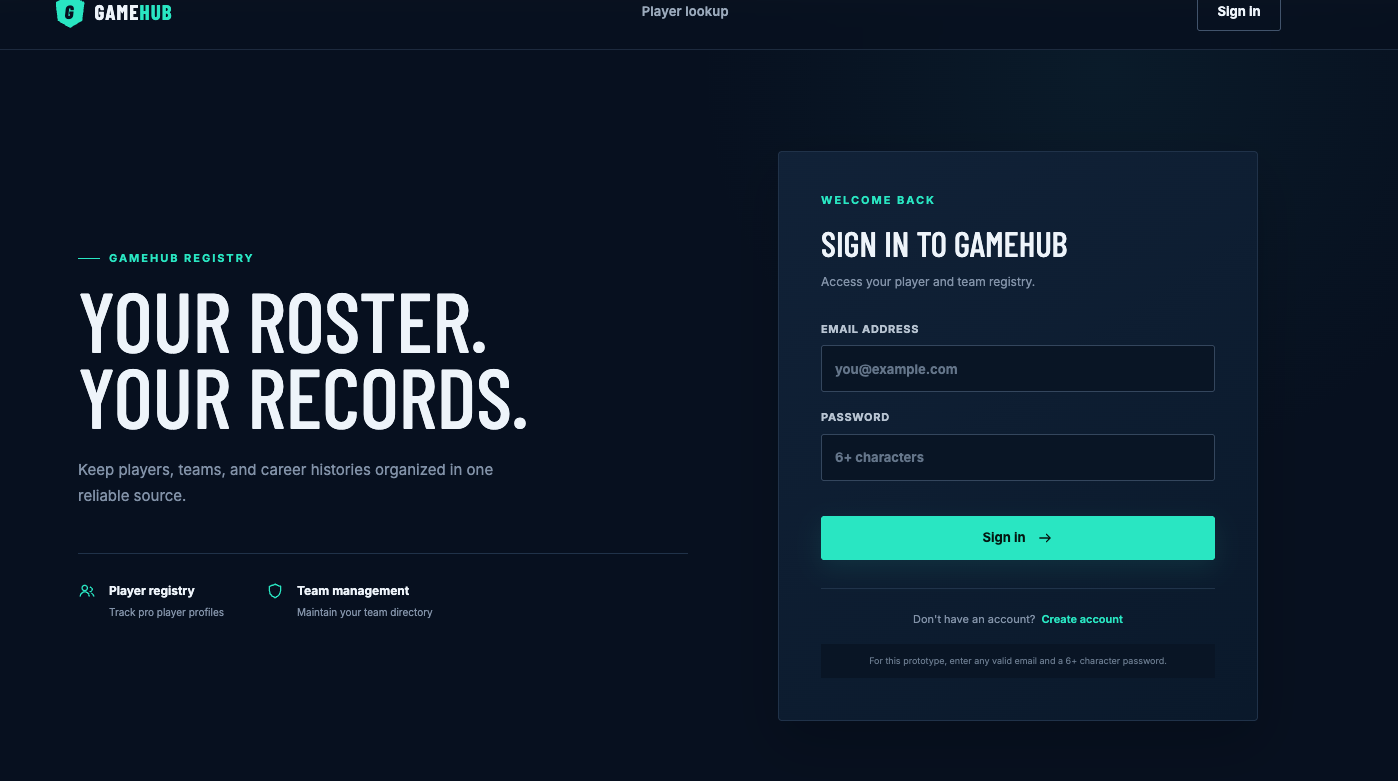 G GAMEHUB
Player lookup
Sign in
GAMEHUB REGISTRY
YOUR ROSTER.
YOUR RECORDS.
Keep players, teams, and career histories organized in one
reliable source.
Player registry
Track pro player profiles
Team management
Maintain your team directory
WELCOME BACK
SIGN IN TO GAMEHUB
Access your player and team registry.
EMAIL ADDRESS
you@example.com
PASSWORD
6+ characters
Sign in →
Don't have an account? Create account
For this prototype, enter any valid email and a 6+ character password.